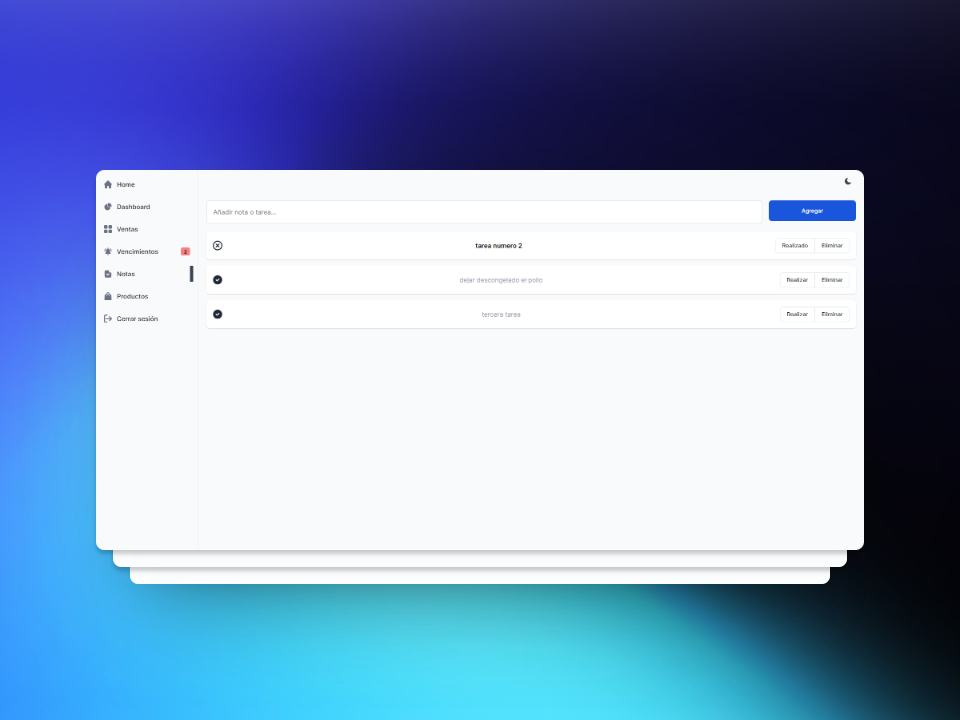 Home
Dashboard
Ventas
Vencimientos 2
Notas
Productos
Cerrar sesión
Añadir nota o tarea...
Agregar
tarea numero 2
Realizado Eliminar
dejar descongelado el pollo
Realizar Eliminar
tercera tarea
Realizar Eliminar